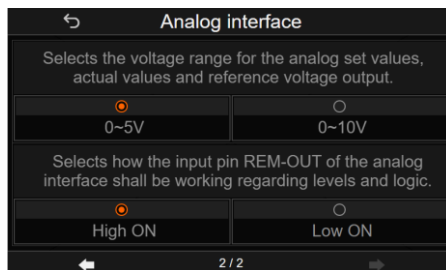 Analog interface
Selects the voltage range for the analog set values,
actual values and reference voltage output.
0~5V
0~10V
Selects how the input pin REM-OUT of the analog
interface shall be working regarding levels and logic.
High ON
Low ON
2 / 2